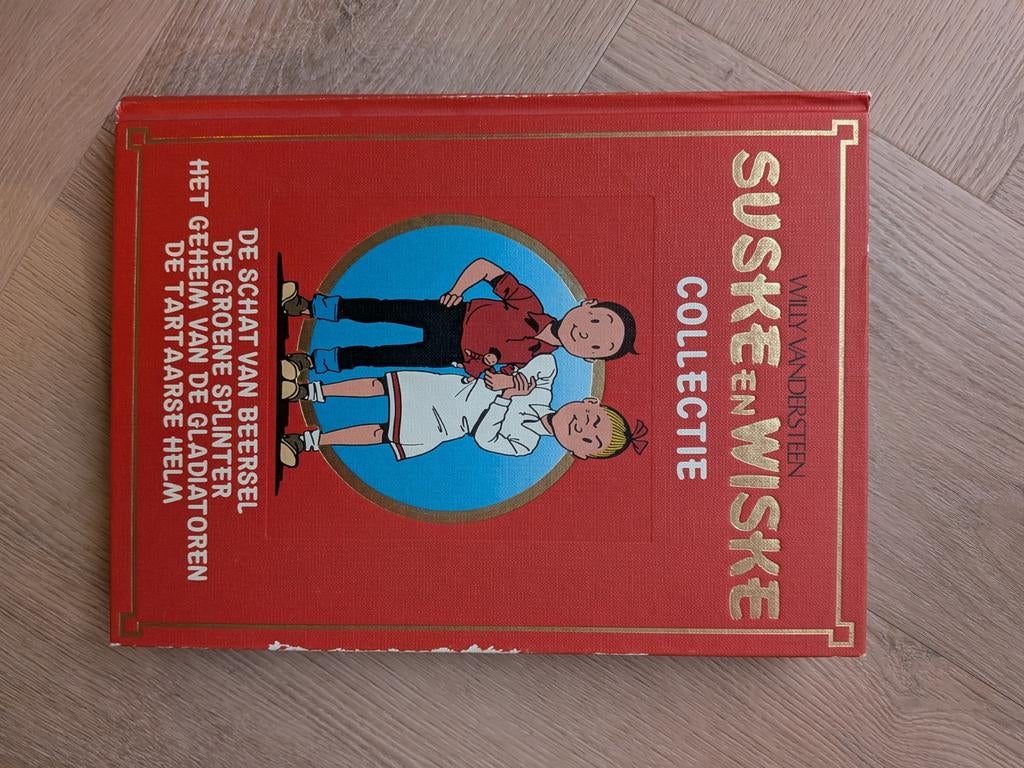 WILLY VANDERSTEEN
SUSKE EN WISKE
COLLECTIE
DE SCHAT VAN BEERSEL
DE GROENE SPLINTER
HET GEHEIM VAN DE GLADIATOREN
DE TARTAARSE HELM